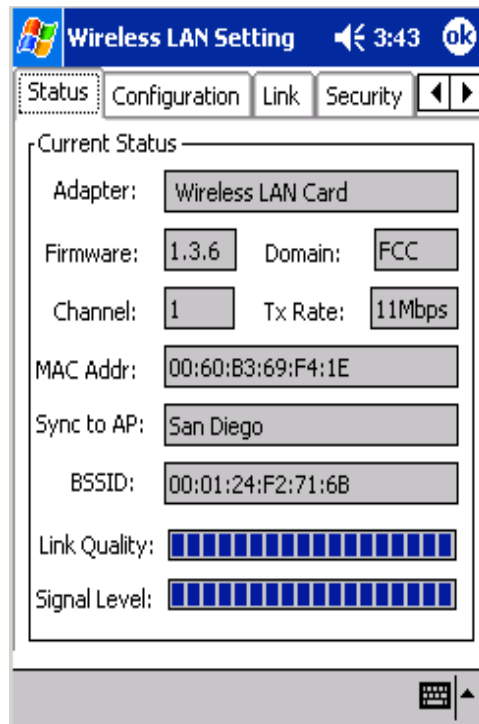 Wireless LAN Setting 3:43 ok
Status Configuration Link Security
Current Status
Adapter: Wireless LAN Card
Firmware: 1.3.6 Domain: FCC
Channel: 1 Tx Rate: 11Mbps
MAC Addr: 00:60:B3:69:F4:1E
Sync to AP: San Diego
BSSID: 00:01:24:F2:71:6B
Link Quality:
Signal Level: